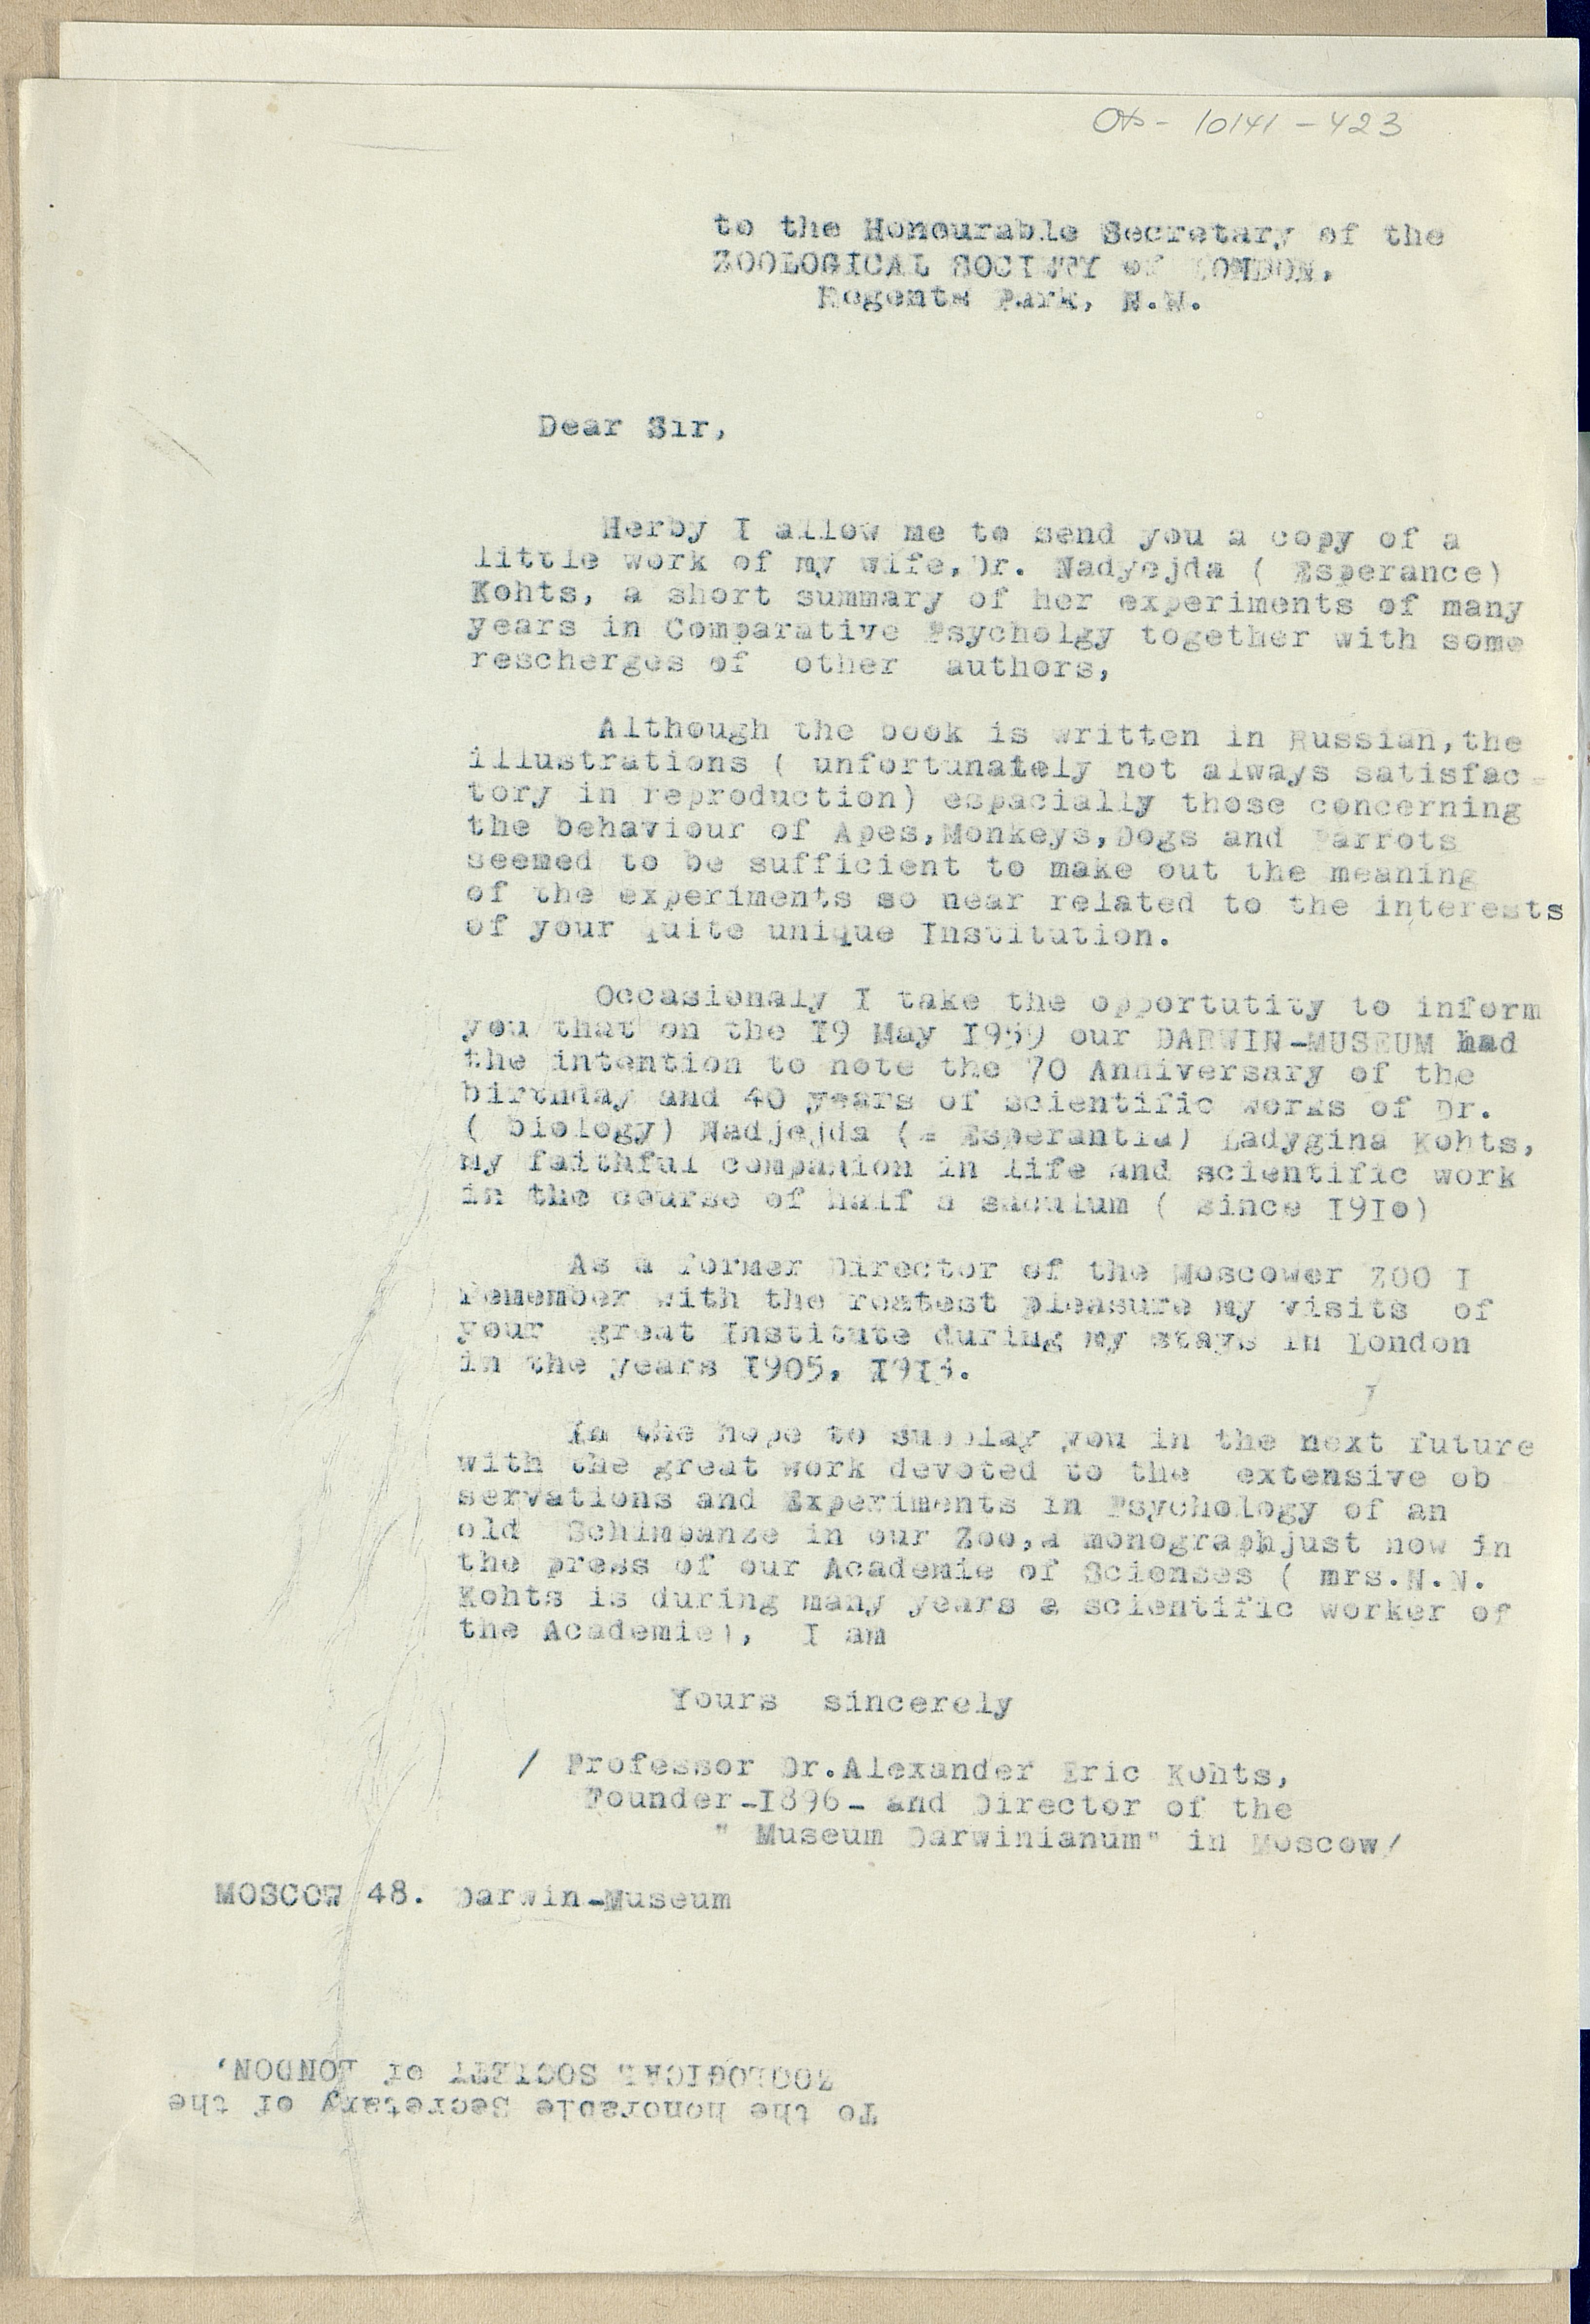 10141 - 423
to the Honourable Secretary of the
ZOOLOGICAL SOCIETY of LONDON,
Regents Park, N.W.
Dear Sir,
Herby I allow me to send you a copy of a
little work of my wife,Dr. Nadyejda ( Esperance)
Kohts, a short summary of her experiments of many
years in Comparative Psycholgy together with some
rescherges of other authors,
Although the book is written in Russian,the
illustrations ( unfortunately not always satisfac-
tory in reproduction) espacially those concerning
the behaviour of Apes,Monkeys,Dogs and Parrots
seemed to be sufficient to make out the meaning
of the experiments so near related to the interests
of your quite unique Institution.
Occasionaly I take the opportutity to inform
you that on the 19 May 1959 our DARWIN-MUSEUM had
the intention to note the 70 Anniversary of the
birthday and 40 years of scientific works of Dr.
( biology) Nadjejda (= Esperantia) Ladygina Kohts,
my faithful companion in life and scientific work
in the course of half a saculum ( since 1910)
As a former Director of the Moscower ZOO I
remember with the reatest pleasure my visits of
your great Institute during my stays in London
in the years 1905, 1913.
In the hope to supplay you in the next future
with the great work devoted to the extensive ob
servations and Experiments in Psychology of an
old Schimpanze in our Zoo,a monographjust now in
the press of our Academie of Scienses ( mrs.N.N.
Kohts is during many years a scientific worker of
the Academie), I am
Yours sincerely
/ Professor Dr.Alexander Eric Kohts,
Founder-1896- and Director of the
" Museum Darwinianum" in Moscow/
MOSCOW 48. Darwin-Museum
To the honorable Secretary of the
ZOOLOGICAL SOCIETY of LONDON,